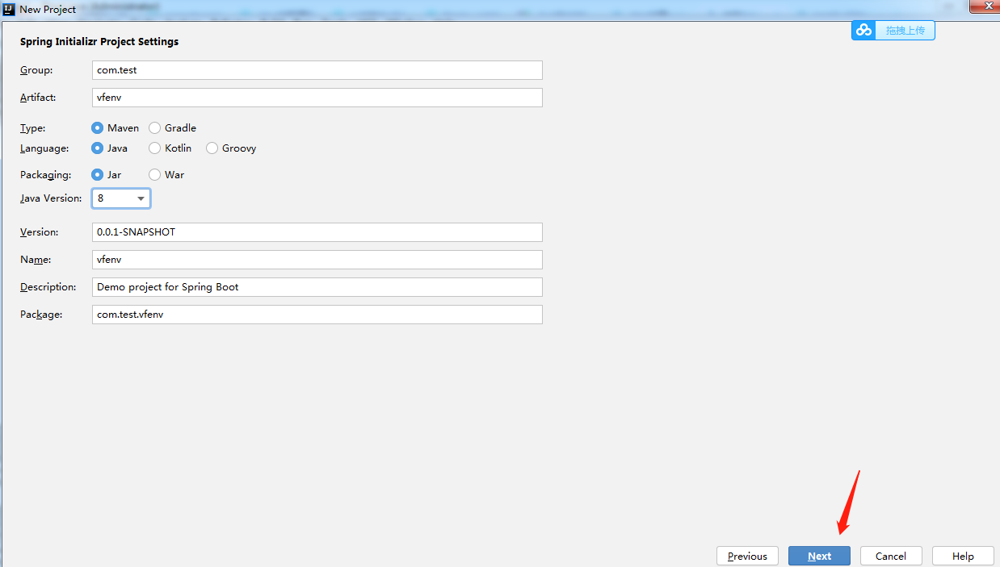 New Project
拖拽上传
Spring Initializr Project Settings
Group: com.test
Artifact: vfenv
Type: Maven Gradle
Language: Java Kotlin Groovy
Packaging: Jar War
Java Version: 8
Version: 0.0.1-SNAPSHOT
Name: vfenv
Description: Demo project for Spring Boot
Package: com.test.vfenv
Previous Next Cancel Help